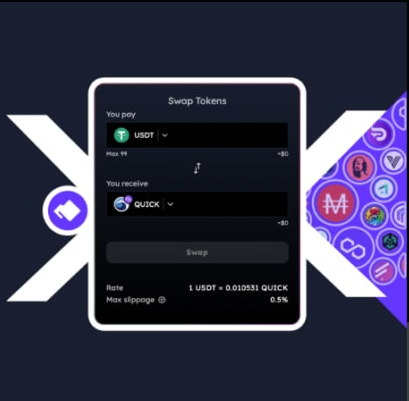 Swap Tokens
You pay
USDT
Max 99 ~$0
You receive
QUICK
~$0
Swap
Rate 1 USDT = 0.010531 QUICK
Max slippage 0.5%